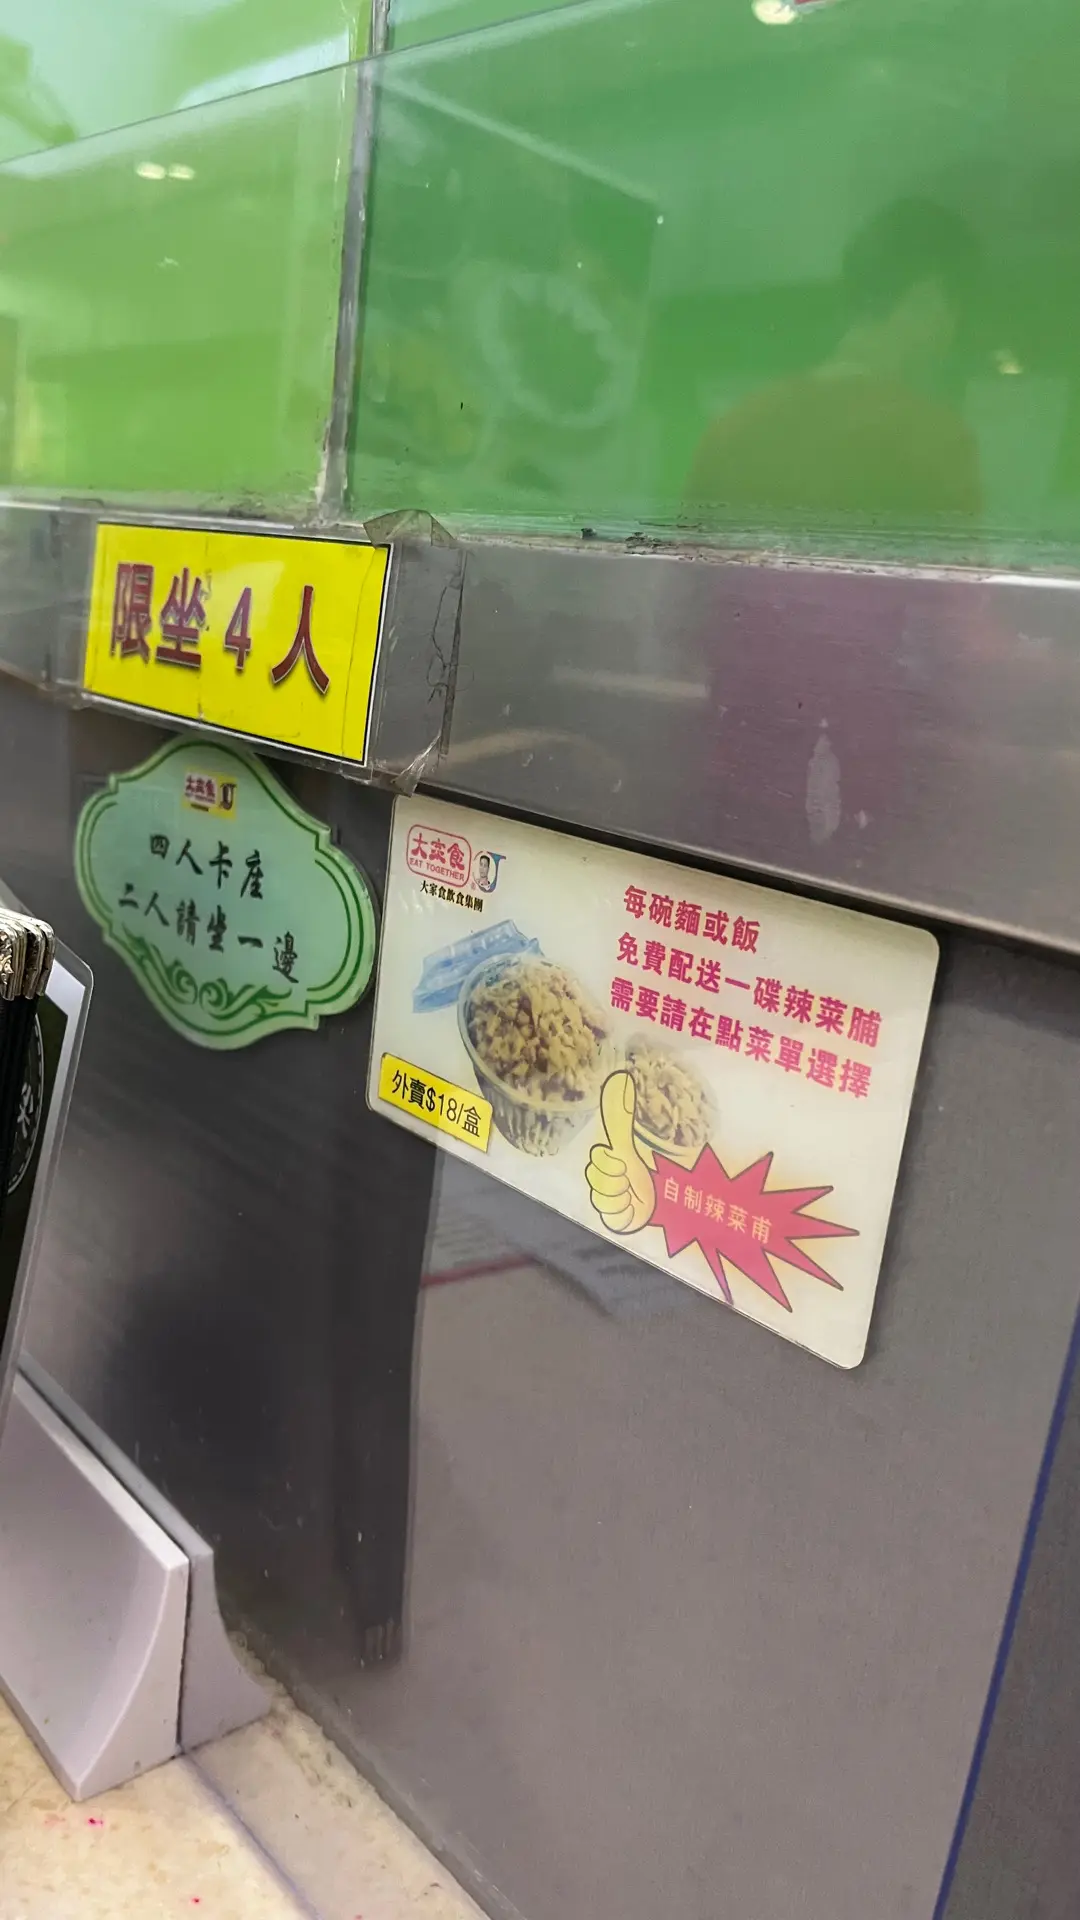 限坐4人
大家食
四人卡座
二人請坐一邊
大家食
EAT TOGETHER
大家食飲食集團
每碗麵或飯
免費配送一碟辣菜脯
需要請在點菜單選擇
外賣$18/盒
自制辣菜甫